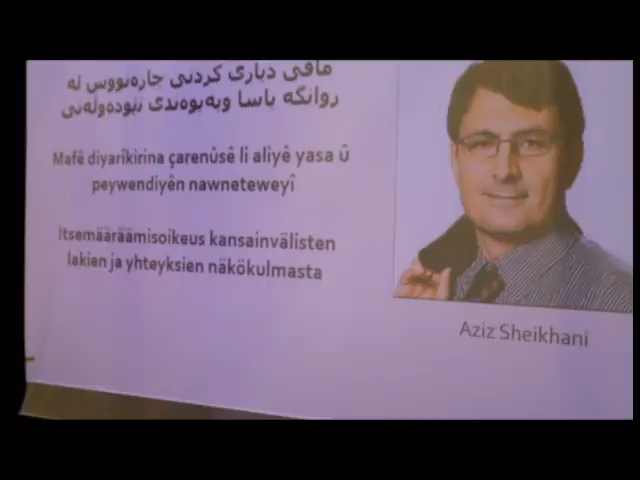 مافی دیاری کردنی چارەنووس لە
روانگە یاسا وپەیوەندی نێودەوڵەتی
Mafê diyarîkirina çarenûsê li aliyê yasa û
peywendiyên nawneteweyî
Itsemääräämisoikeus kansainvälisten
lakien ja yhteyksien näkökulmasta
Aziz Sheikhani